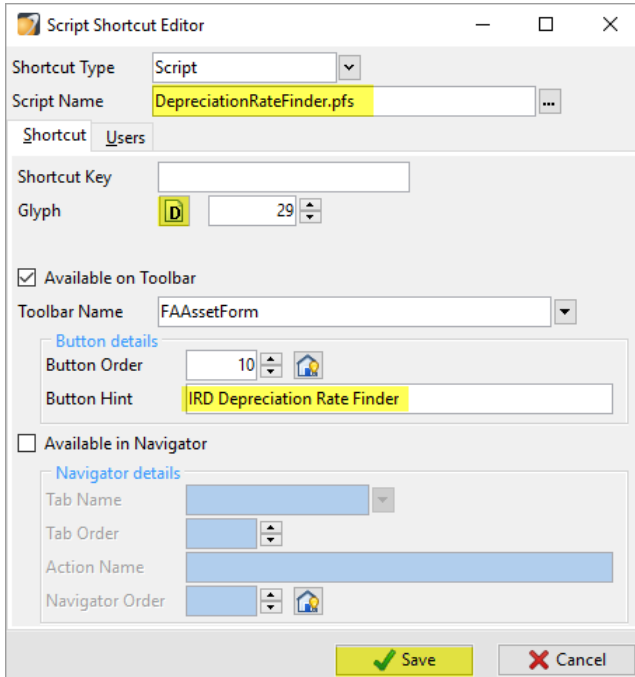 Script Shortcut Editor
Shortcut Type Script
Script Name DepreciationRateFinder.pfs ...
Shortcut Users
Shortcut Key
Glyph D 29
Available on Toolbar
Toolbar Name FAAssetForm
Button details
Button Order 10
Button Hint IRD Depreciation Rate Finder
Available in Navigator
Navigator details
Tab Name
Tab Order
Action Name
Navigator Order
Save Cancel